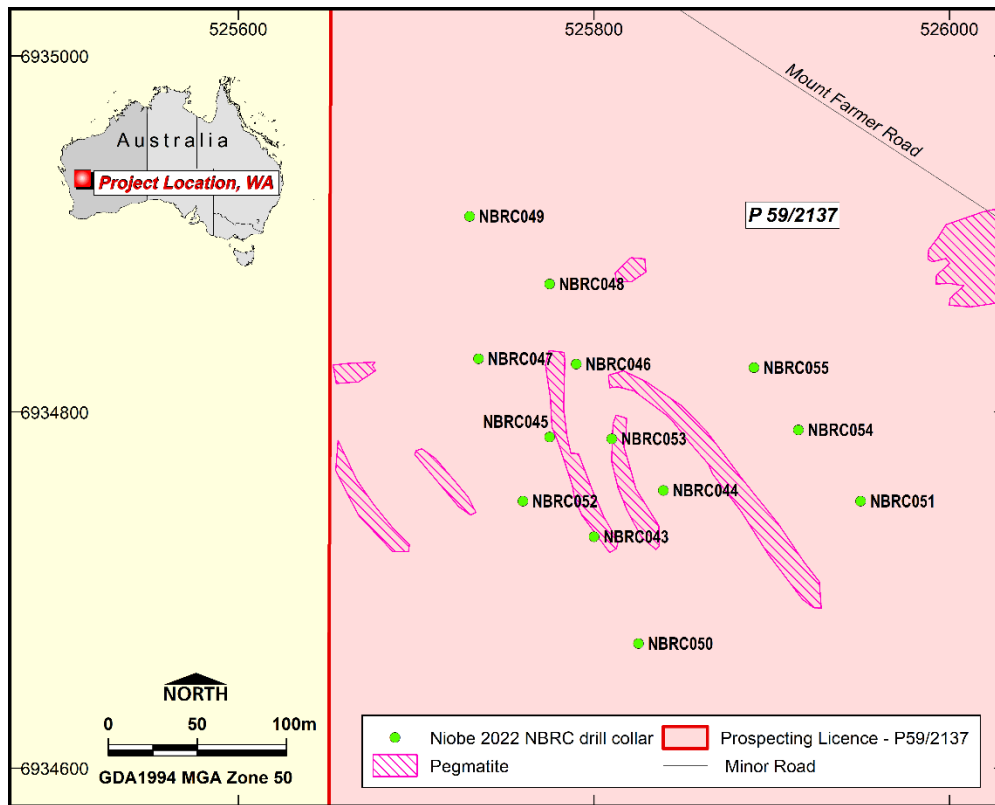 525600
525800
526000
6935000
Mount Farmer Road
Australia
Project Location, WA
NBRC049
P 59/2137
NBRC048
NBRC047
NBRC046
NBRC055
6934800
NBRC045
NBRC053
NBRC054
NBRC044
NBRC052
NBRC051
NBRC043
NBRC050
NORTH
0 50 100m
GDA1994 MGA Zone 50
Niobe 2022 NBRC drill collar
Prospecting Licence - P59/2137
Pegmatite
Minor Road
6934600